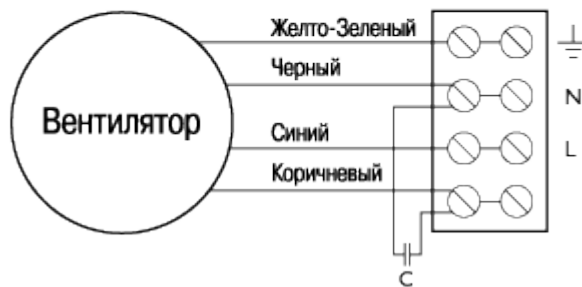 Желто-Зеленый
Черный
N
Вентилятор
Синий
L
Коричневый
C